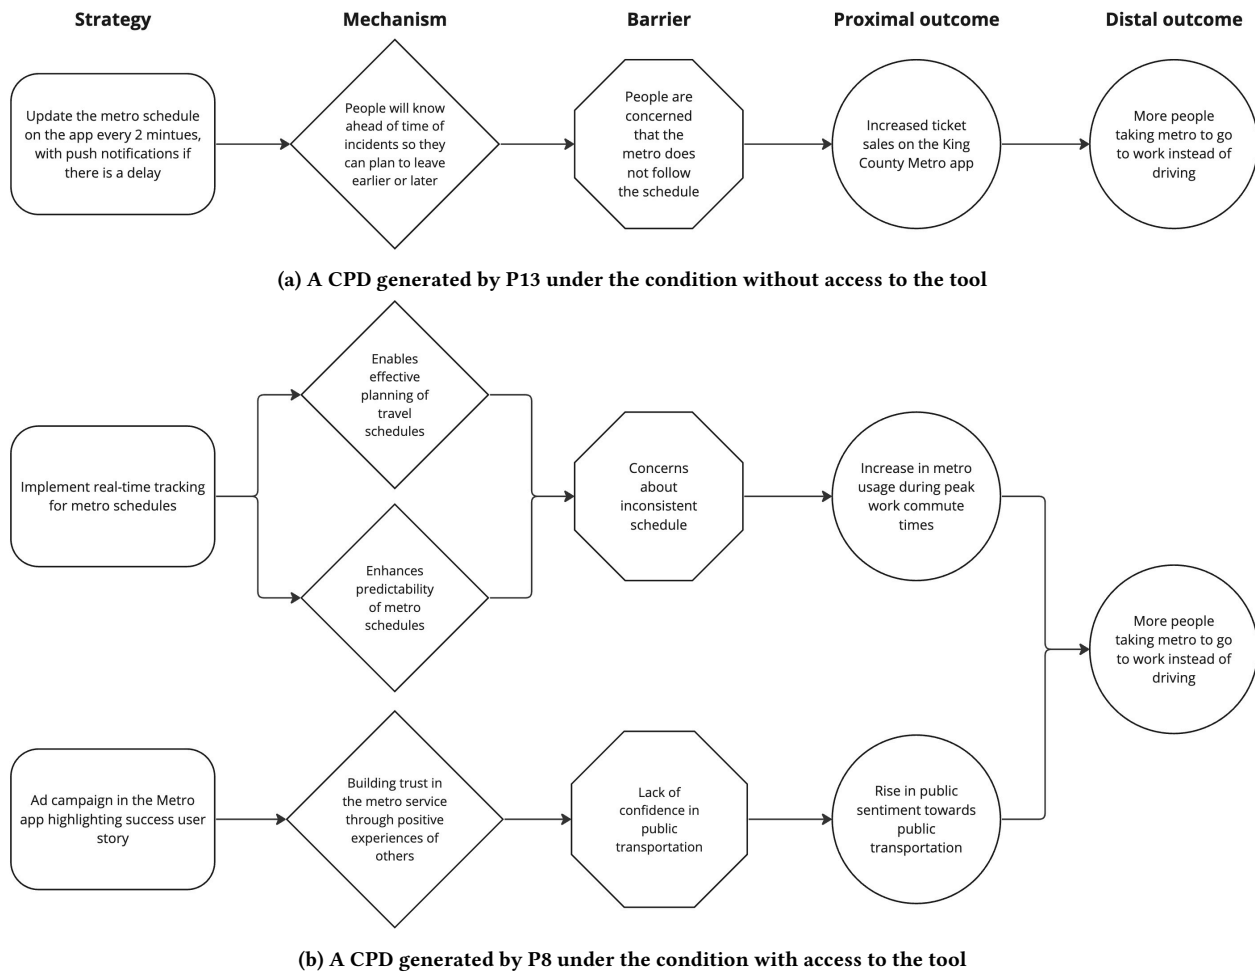 Strategy
Mechanism
Barrier
Proximal outcome
Distal outcome
Update the metro schedule
on the app every 2 mintues,
with push notifications if
there is a delay
People will know
ahead of time of
incidents so they
can plan to leave
earlier or later
People are
concerned
that the
metro does
not follow
the schedule
Increased ticket
sales on the King
County Metro app
More people
taking metro to go
to work instead of
driving
(a) A CPD generated by P13 under the condition without access to the tool
Implement real-time tracking
for metro schedules
Enables
effective
planning of
travel
schedules
Enhances
predictability
of metro
schedules
Concerns
about
inconsistent
schedule
Increase in metro
usage during peak
work commute
times
More people
taking metro to go
to work instead of
driving
Ad campaign in the Metro
app highlighting success user
story
Building trust in
the metro service
through positive
experiences of
others
Lack of
confidence in
public
transportation
Rise in public
sentiment towards
public
transportation
(b) A CPD generated by P8 under the condition with access to the tool